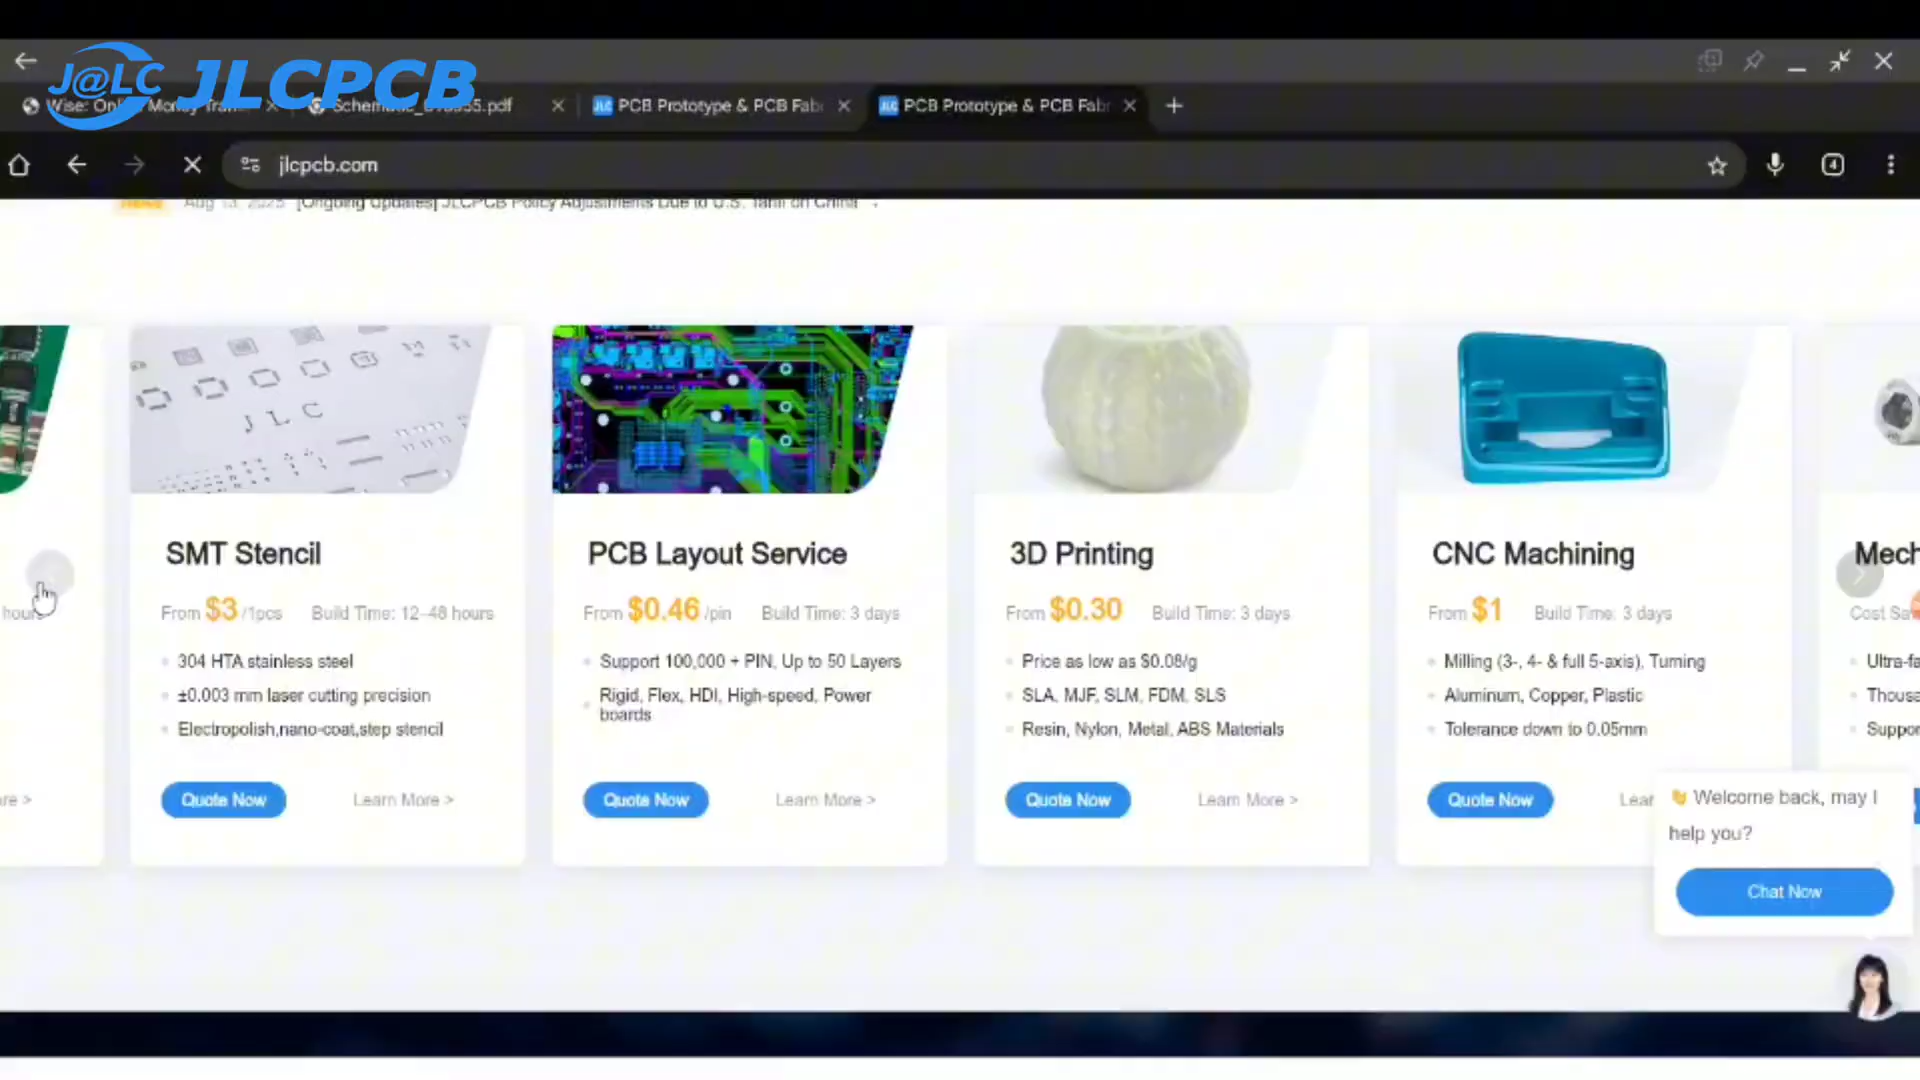 J@LC JLCPCB
Wise: Onl
Money Tran
Schematic_
.pdf
PCB Prototype & PCB Fabr
PCB Prototype & PCB Fabr
jlcpcb.com
Aug 13, 2025 [Ongoing Updates] JLCPCB Policy Adjustments Due to U.S. Tariff on China
SMT Stencil
From $3 /1pcs Build Time: 12-48 hours
304 HTA stainless steel
±0.003 mm laser cutting precision
Electropolish,nano-coat,step stencil
Quote Now Learn More >
J L C
PCB Layout Service
From $0.46 /pin Build Time: 3 days
Support 100,000 + PIN, Up to 50 Layers
Rigid, Flex, HDI, High-speed, Power
boards
Quote Now Learn More >
3D Printing
From $0.30 Build Time: 3 days
Price as low as $0.08/g
SLA, MJF, SLM, FDM, SLS
Resin, Nylon, Metal, ABS Materials
Quote Now Learn More >
CNC Machining
From $1 Build Time: 3 days
Milling (3-, 4- & full 5-axis), Turning
Aluminum, Copper, Plastic
Tolerance down to 0.05mm
Quote Now Lear
Mech
Cost Sa
Ultra-fa
Thousa
Suppor
hours
re >
Welcome back, may I
help you?
Chat Now
4